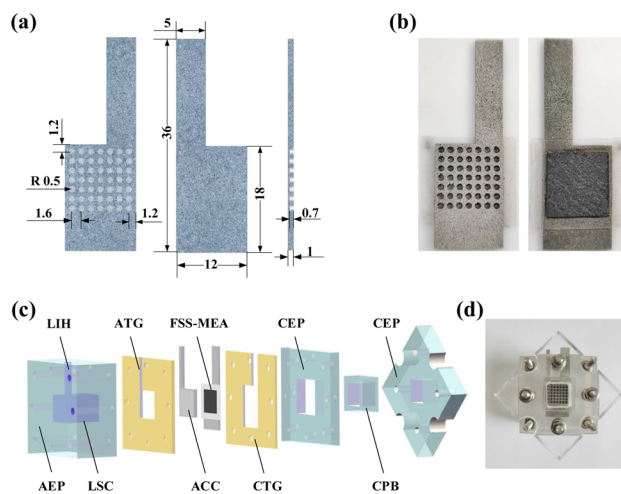 (a)
5
1.2
36
R 0.5
18
1.6
1.2
0.7
12
1
(b)
(c)
LIH
ATG
FSS-MEA
CEP
CEP
AEP
LSC
ACC
CTG
CPB
(d)